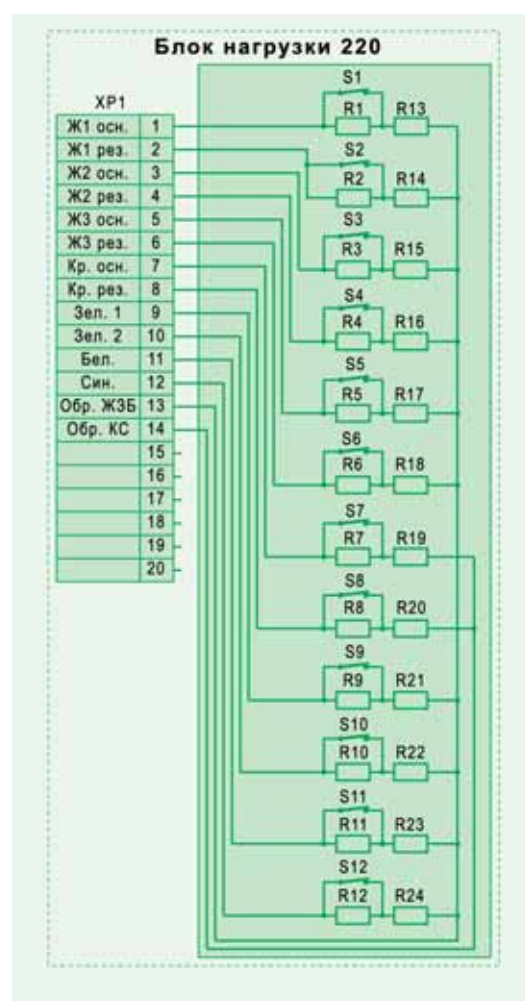 Блок нагрузки 220
ХР1
Ж1 осн. 1
Ж1 рез. 2
Ж2 осн. 3
Ж2 рез. 4
Ж3 осн. 5
Ж3 рез. 6
Кр. осн. 7
Кр. рез. 8
Зел. 1 9
Зел. 2 10
Бел. 11
Син. 12
Обр. ЖЗБ 13
Обр. КС 14
15
16
17
18
19
20
S1
R1 R13
S2
R2 R14
S3
R3 R15
S4
R4 R16
S5
R5 R17
S6
R6 R18
S7
R7 R19
S8
R8 R20
S9
R9 R21
S10
R10 R22
S11
R11 R23
S12
R12 R24